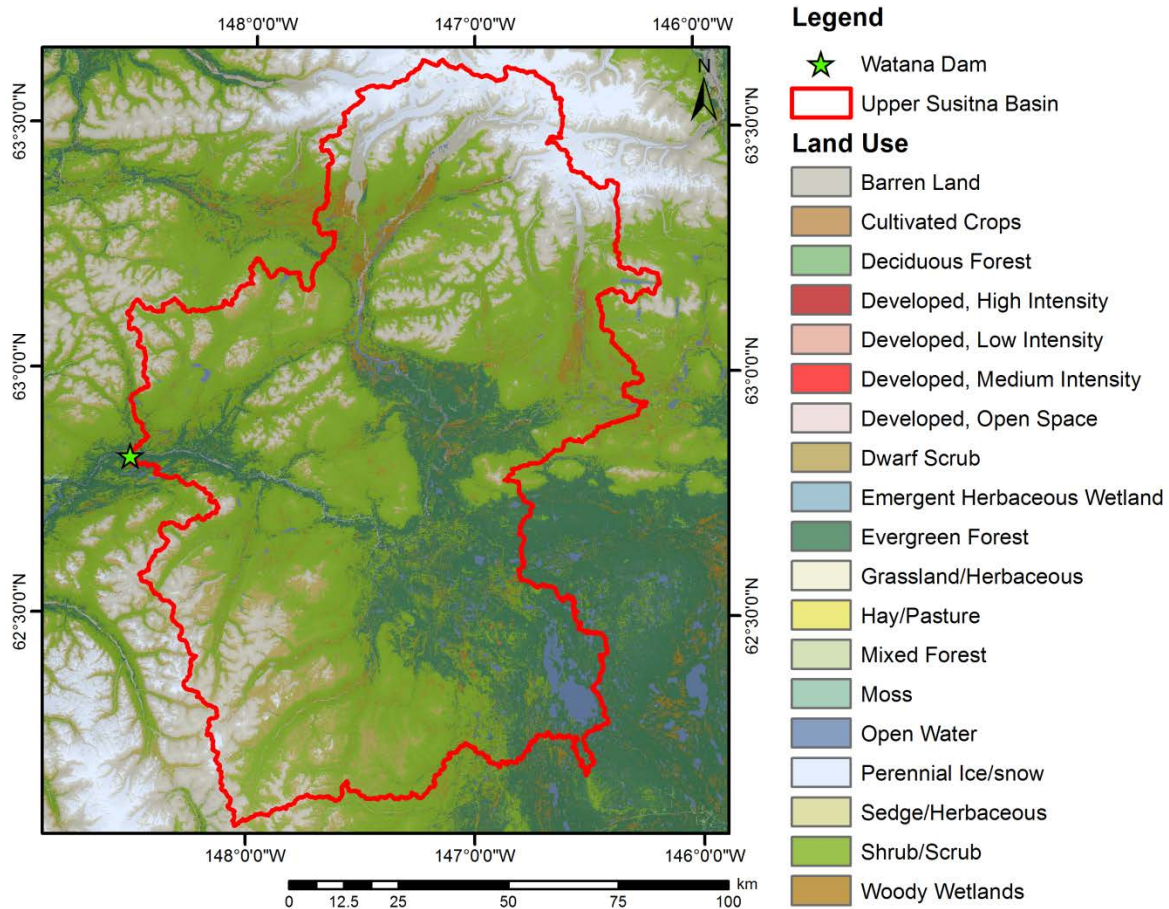 148°0'0"W 147°0'0"W 146°0'0"W
63°30'0"N
63°0'0"N
62°30'0"N
N
63°30'0"N
63°0'0"N
62°30'0"N
148°0'0"W 147°0'0"W 146°0'0"W
km
0 12.5 25 50 75 100
Legend
Watana Dam
Upper Susitna Basin
Land Use
Barren Land
Cultivated Crops
Deciduous Forest
Developed, High Intensity
Developed, Low Intensity
Developed, Medium Intensity
Developed, Open Space
Dwarf Scrub
Emergent Herbaceous Wetland
Evergreen Forest
Grassland/Herbaceous
Hay/Pasture
Mixed Forest
Moss
Open Water
Perennial Ice/snow
Sedge/Herbaceous
Shrub/Scrub
Woody Wetlands